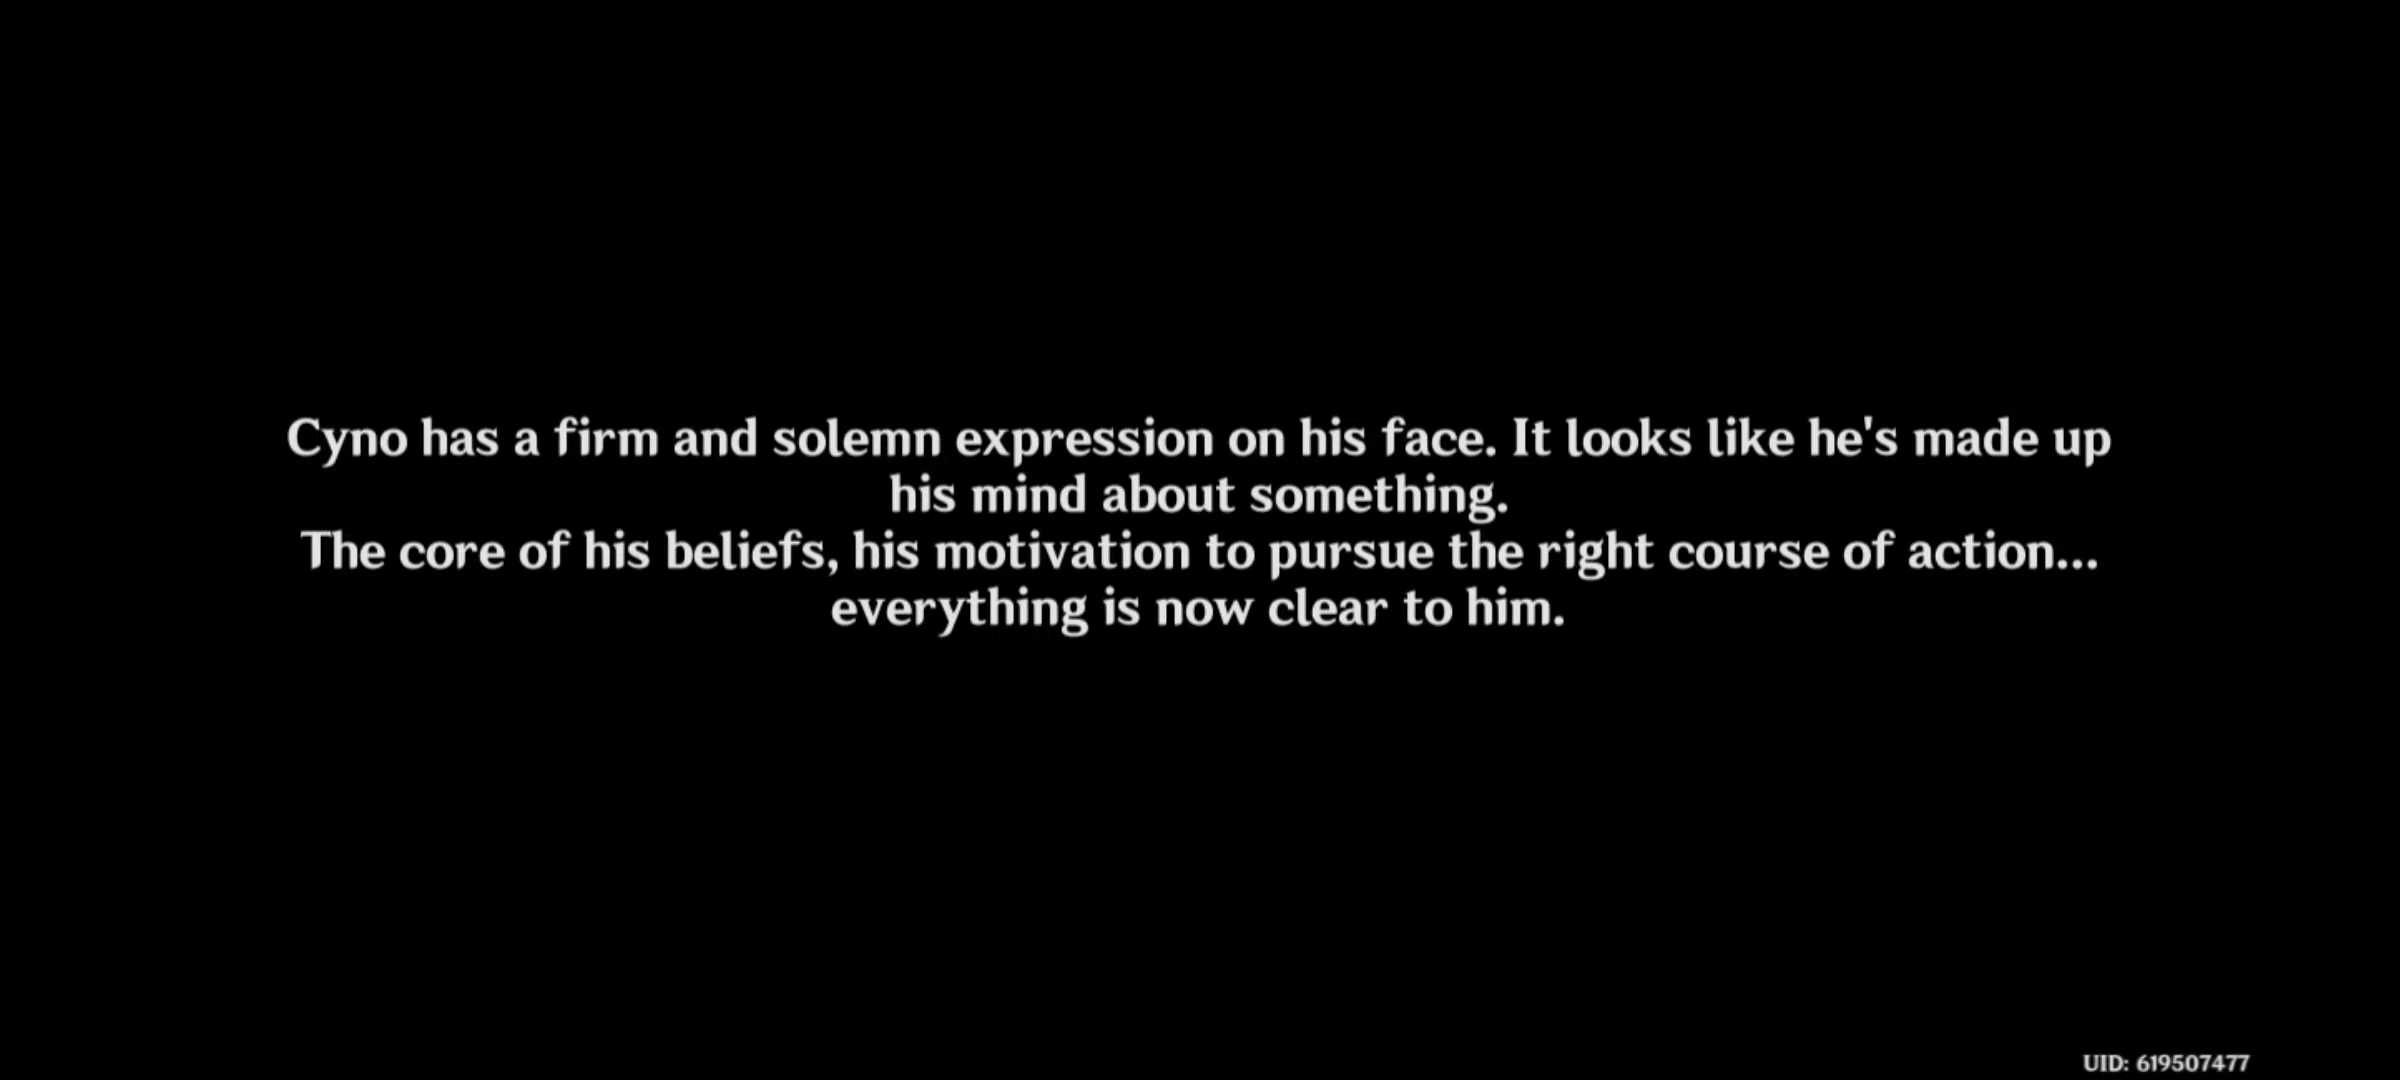 Cyno has a firm and solemn expression on his face. It looks like he's made up
his mind about something.
The core of his beliefs, his motivation to pursue the right course of action...
everything is now clear to him.
UID: 619507477